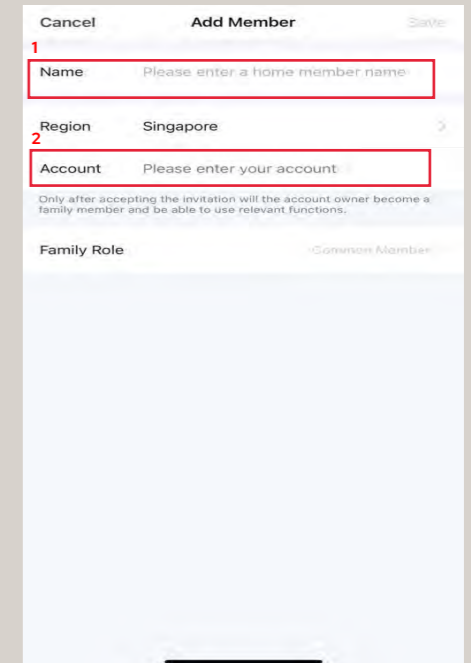 Cancel Add Member Save
1
Name Please enter a home member name
Region Singapore
2
Account Please enter your account
Only after accepting the invitation will the account owner become a
family member and be able to use relevant functions.
Family Role Common Member